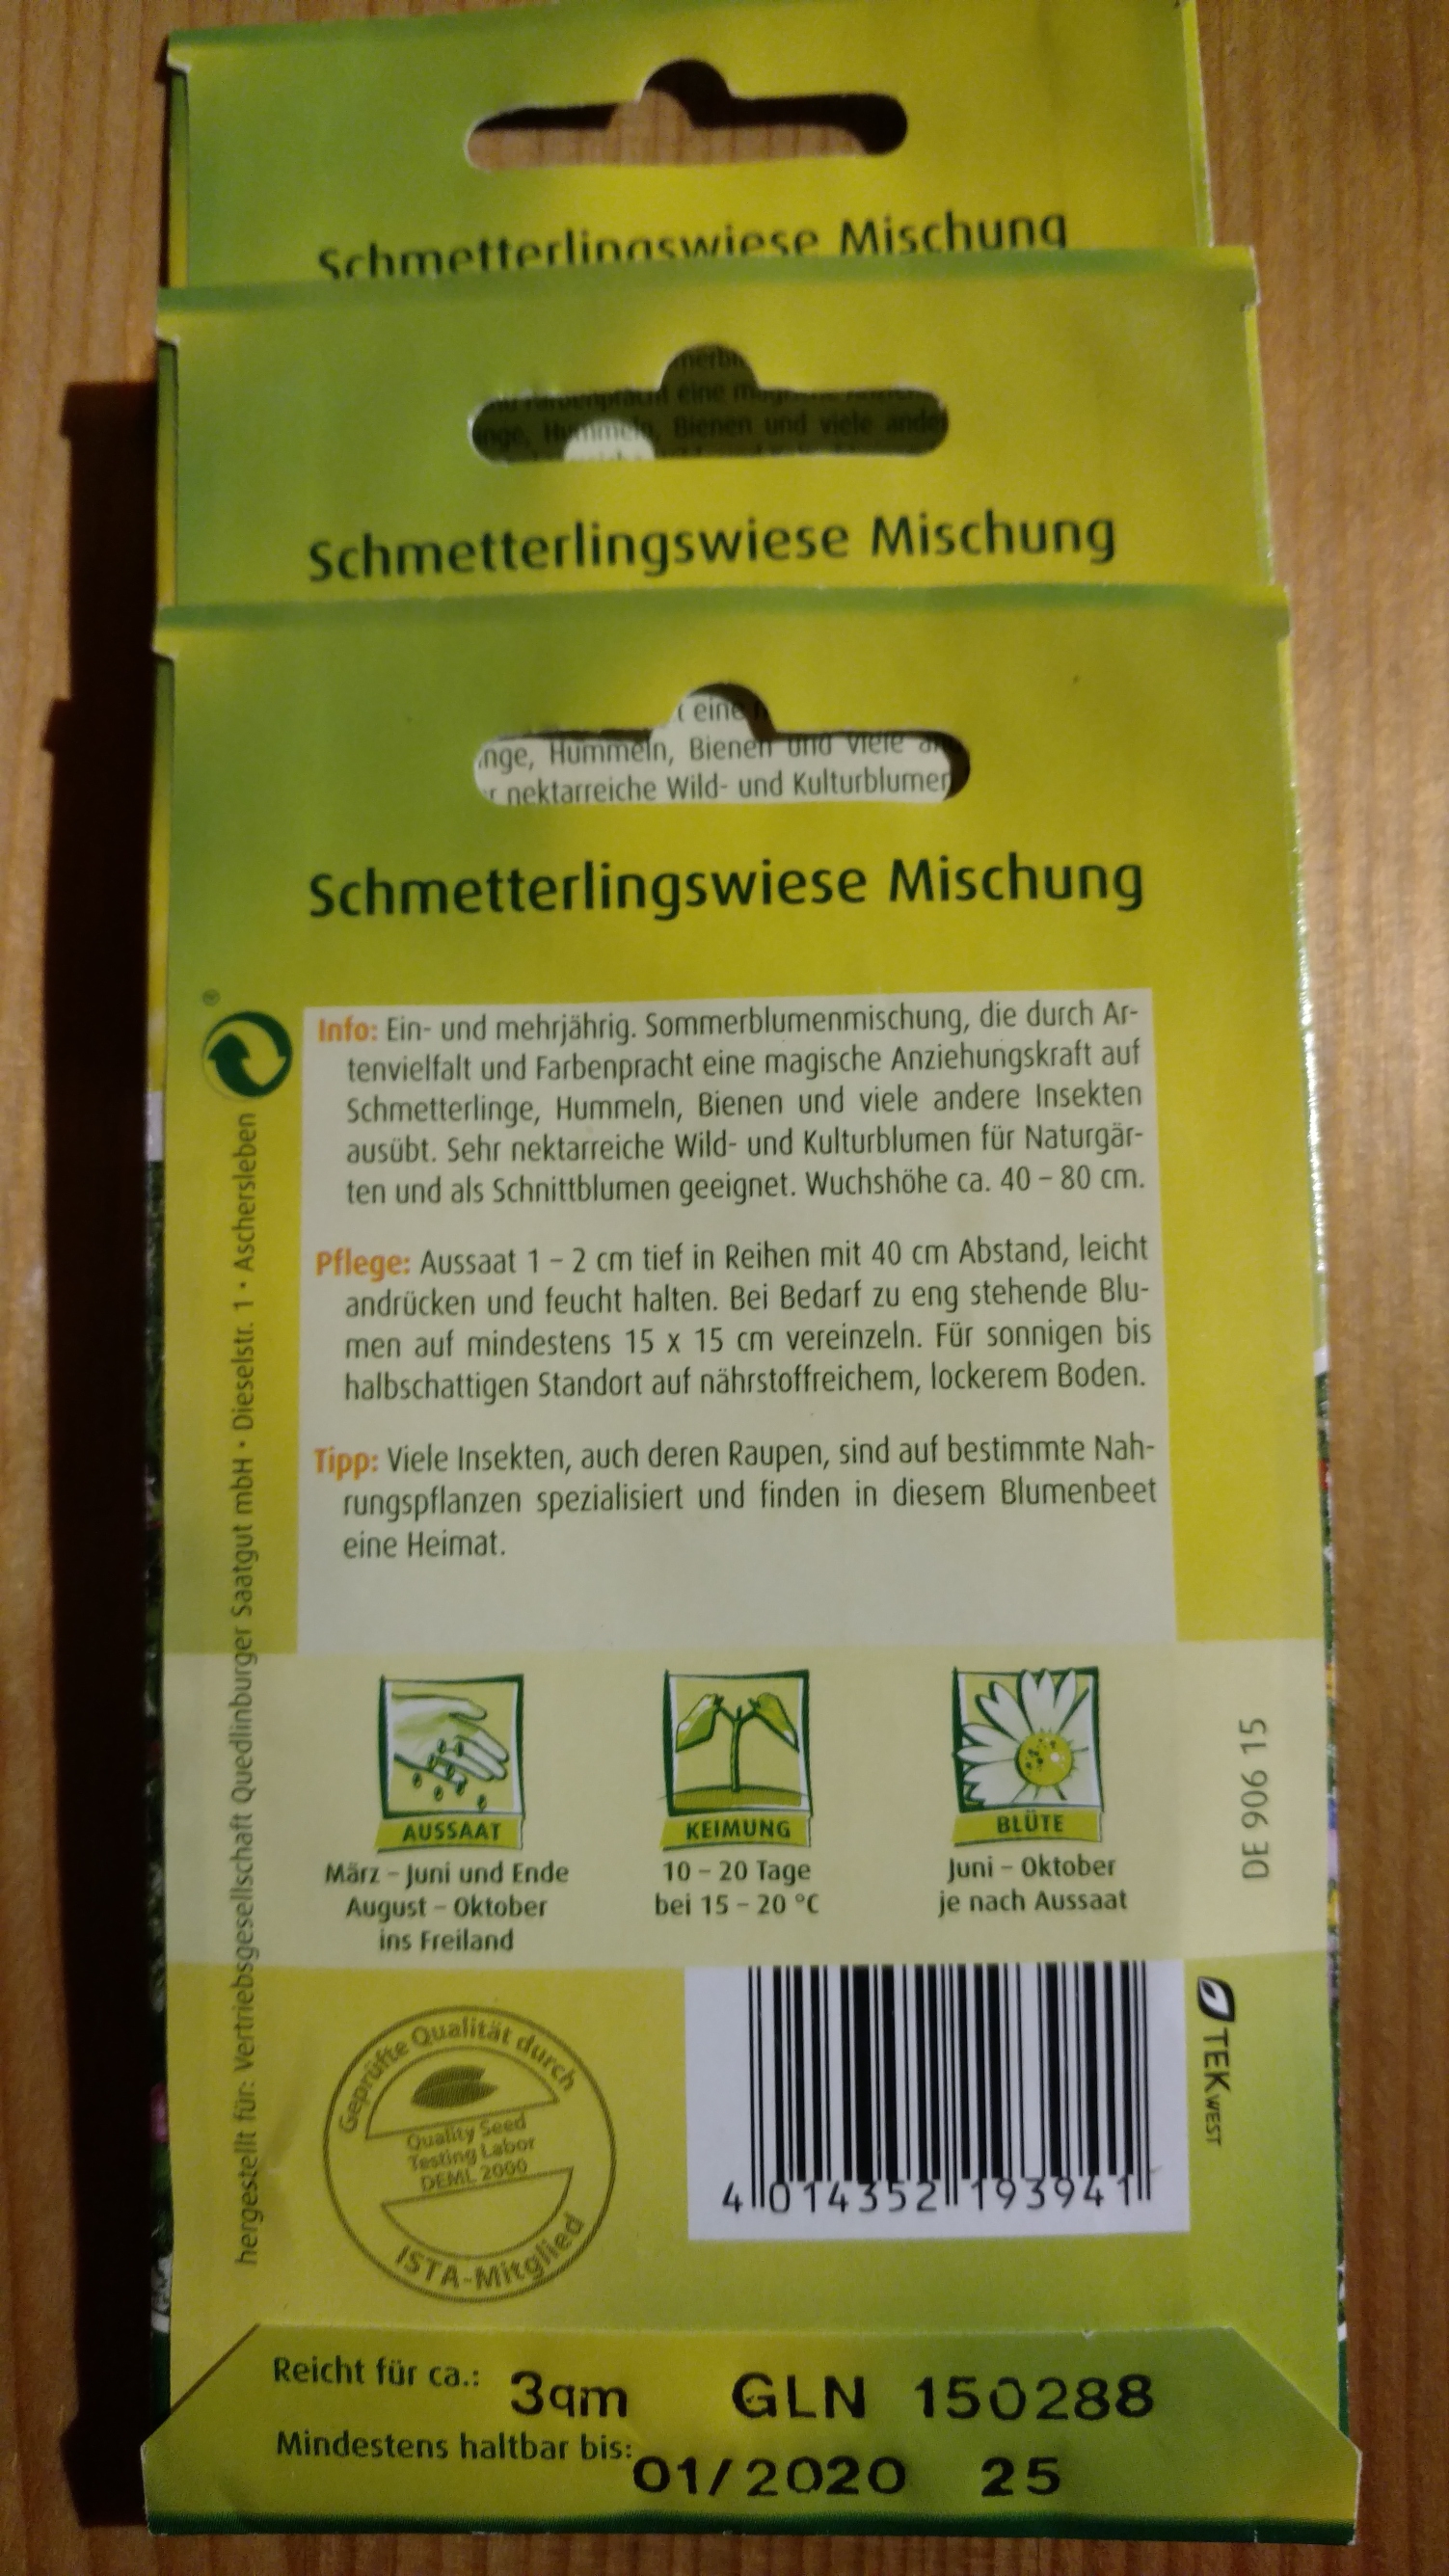 Schmetterlingswiese Mischung
eine
Hummeln, Bienen und viele
Schmetterlingswiese Mischung
eine
nge, Hummeln, Bienen und viele
nektarreiche Wild- und Kulturblumen
Schmetterlingswiese Mischung
®
Info: Ein- und mehrjährig. Sommerblumenmischung, die durch Ar-
tenvielfalt und Farbenpracht eine magische Anziehungskraft auf
Schmetterlinge, Hummeln, Bienen und viele andere Insekten
ausübt. Sehr nektarreiche Wild- und Kulturblumen für Naturgär-
ten und als Schnittblumen geeignet. Wuchshöhe ca. 40 – 80 cm.
Pflege: Aussaat 1 – 2 cm tief in Reihen mit 40 cm Abstand, leicht
andrücken und feucht halten. Bei Bedarf zu eng stehende Blu-
men auf mindestens 15 x 15 cm vereinzeln. Für sonnigen bis
halbschattigen Standort auf nährstoffreichem, lockerem Boden.
Tipp: Viele Insekten, auch deren Raupen, sind auf bestimmte Nah-
rungspflanzen spezialisiert und finden in diesem Blumenbeet
eine Heimat.
hergestellt für: Vertriebsgesellschaft Quedlinburger Saatgut mbH • Dieselstr. 1 • Aschersleben
AUSSAAT
März – Juni und Ende
August – Oktober
ins Freiland
KEIMUNG
10 – 20 Tage
bei 15 – 20 °C
BLÜTE
Juni – Oktober
je nach Aussaat
DE 906 15
Geprüfte Qualität durch
Quality Seed
Testing Labor
DEML 2000
ISTA-Mitglied
4 014352 193941
TEKWEST
Reicht für ca.: 3qm GLN 150288
Mindestens haltbar bis: 01/2020 25